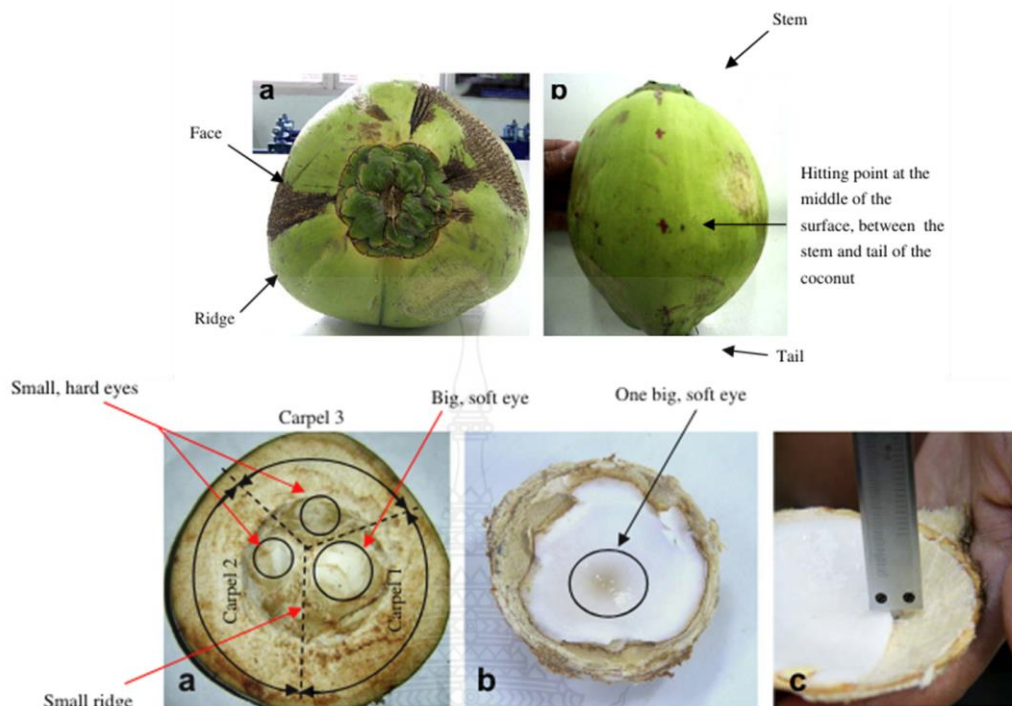 Stem
a
b
Face
Hitting point at the
middle of the
surface, between the
stem and tail of the
coconut
Ridge
Tail
Small, hard eyes
Big, soft eye
One big, soft eye
Carpel 3
Carpel 2
Carpel 1
a
b
c
Small ridge